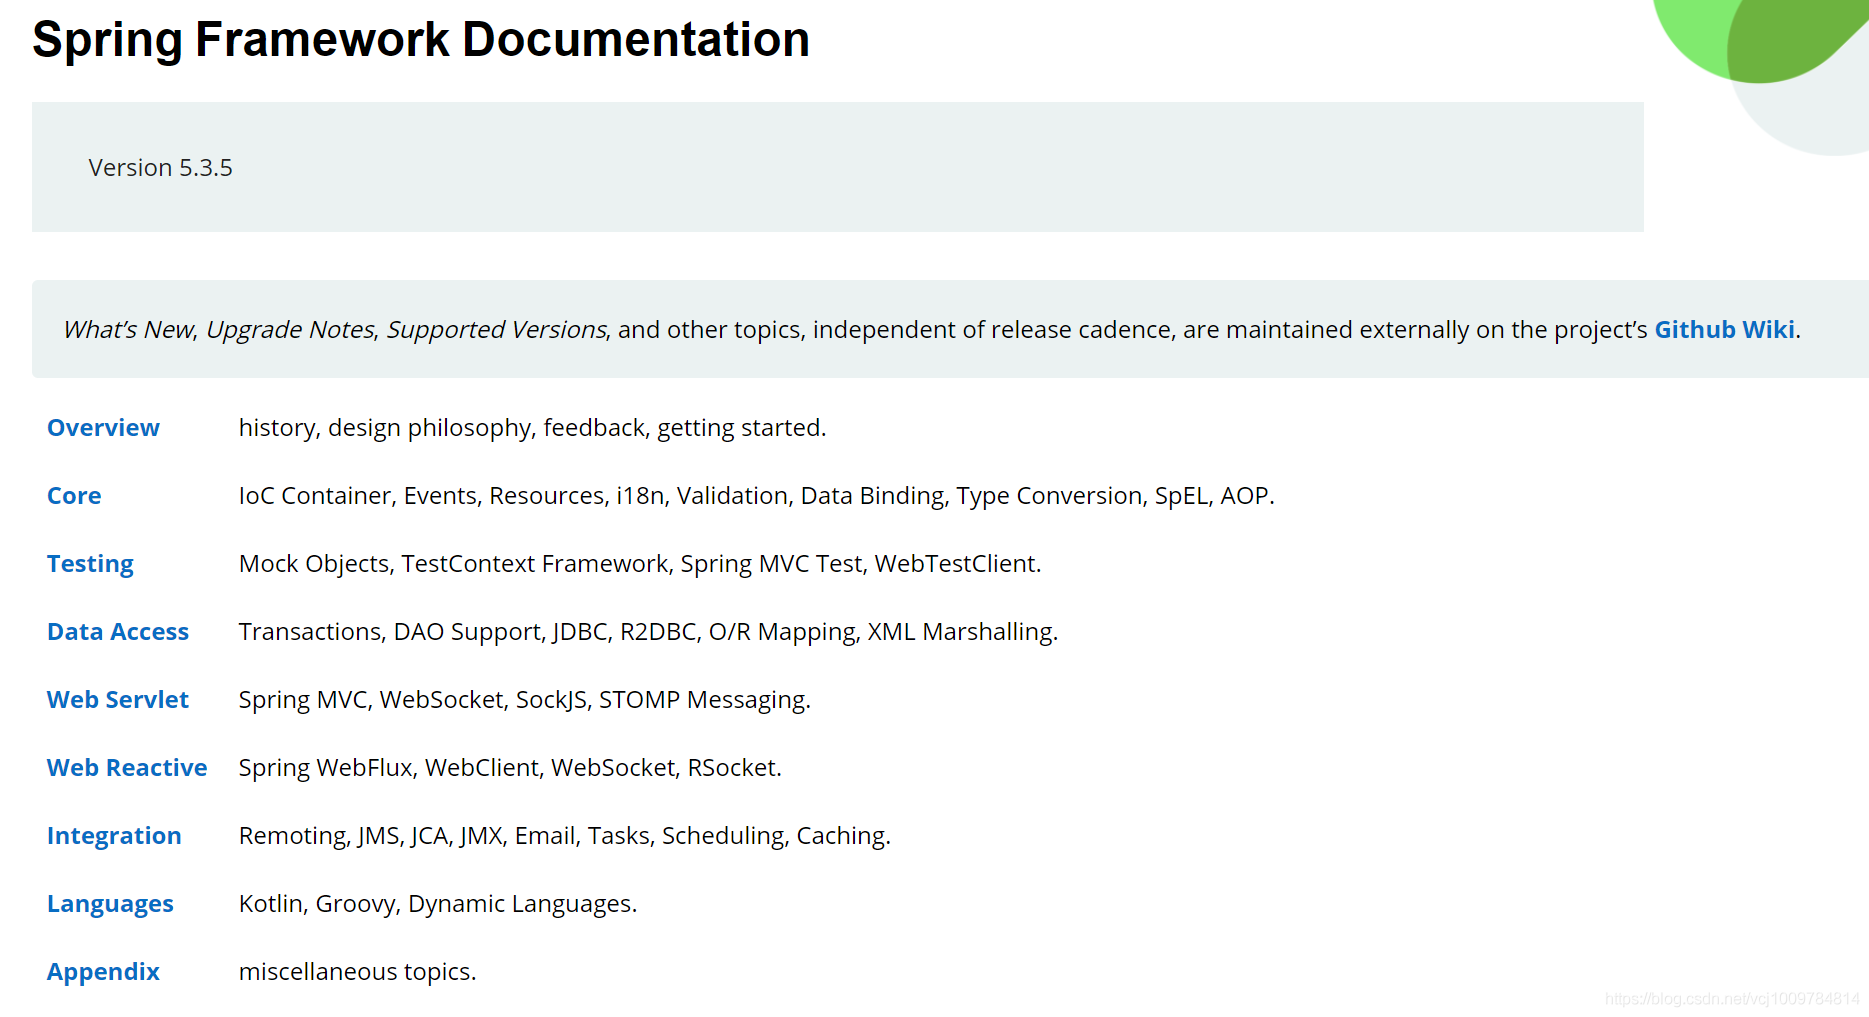 Spring Framework Documentation
Version 5.3.5
What’s New, Upgrade Notes, Supported Versions, and other topics, independent of release cadence, are maintained externally on the project’s Github Wiki.
Overview history, design philosophy, feedback, getting started.
Core IoC Container, Events, Resources, i18n, Validation, Data Binding, Type Conversion, SpEL, AOP.
Testing Mock Objects, TestContext Framework, Spring MVC Test, WebTestClient.
Data Access Transactions, DAO Support, JDBC, R2DBC, O/R Mapping, XML Marshalling.
Web Servlet Spring MVC, WebSocket, SockJS, STOMP Messaging.
Web Reactive Spring WebFlux, WebClient, WebSocket, RSocket.
Integration Remoting, JMS, JCA, JMX, Email, Tasks, Scheduling, Caching.
Languages Kotlin, Groovy, Dynamic Languages.
Appendix miscellaneous topics.
https://blog.csdn.net/vcj1009784814